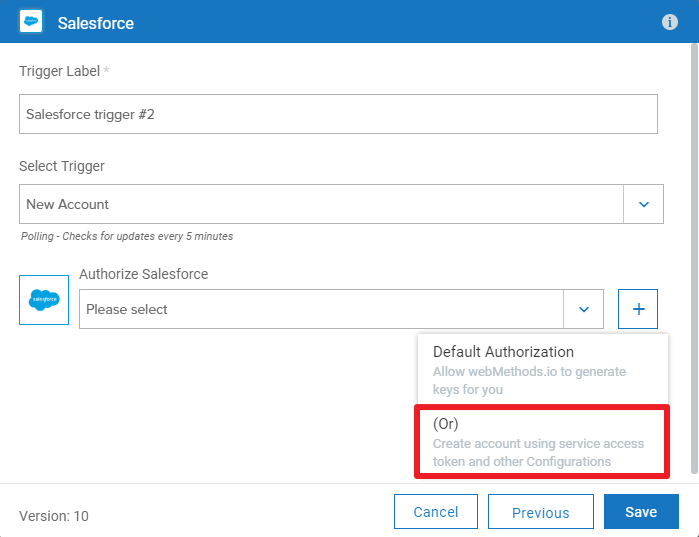 Salesforce
Trigger Label *
Salesforce trigger #2
Select Trigger
New Account
Polling - Checks for updates every 5 minutes
Authorize Salesforce
salesforce
Please select
+
Default Authorization
Allow webMethods.io to generate
keys for you
(Or)
Create account using service access
token and other Configurations
Version: 10
Cancel
Previous
Save